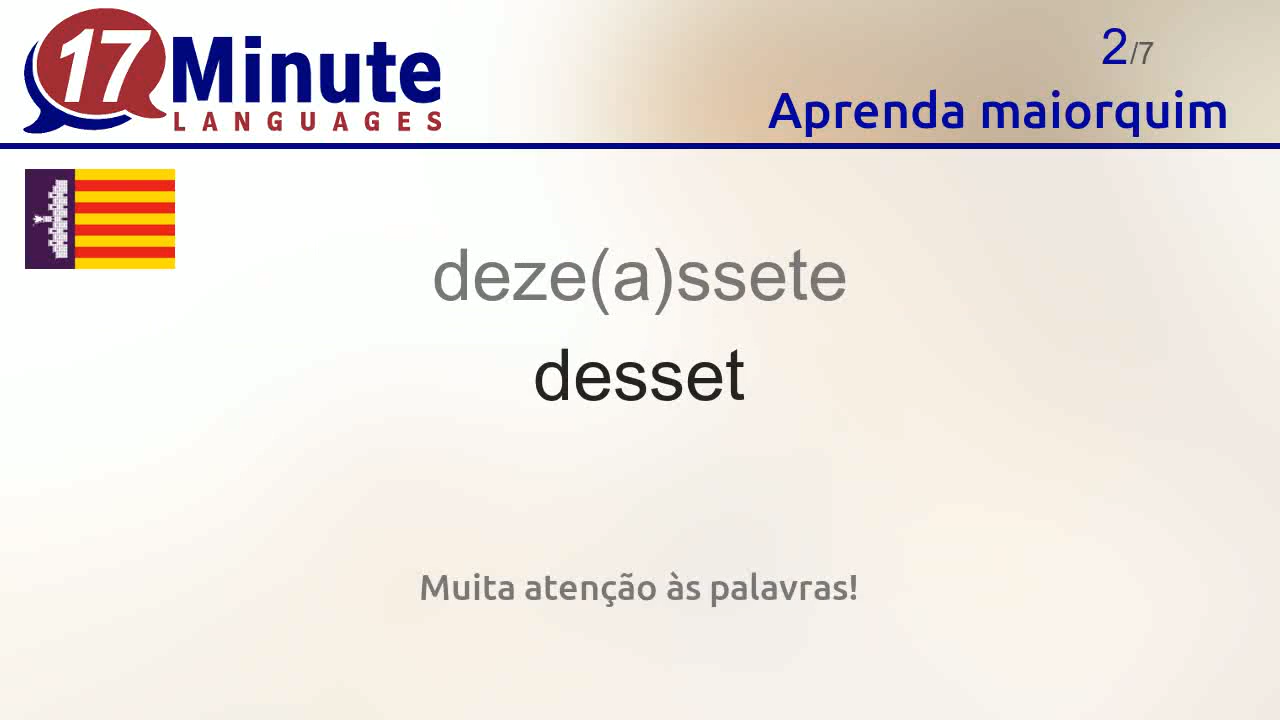 17 Minute
LANGUAGES
2/7
Aprenda maiorquim
deze(a)ssete
desset
Muita atenção às palavras!